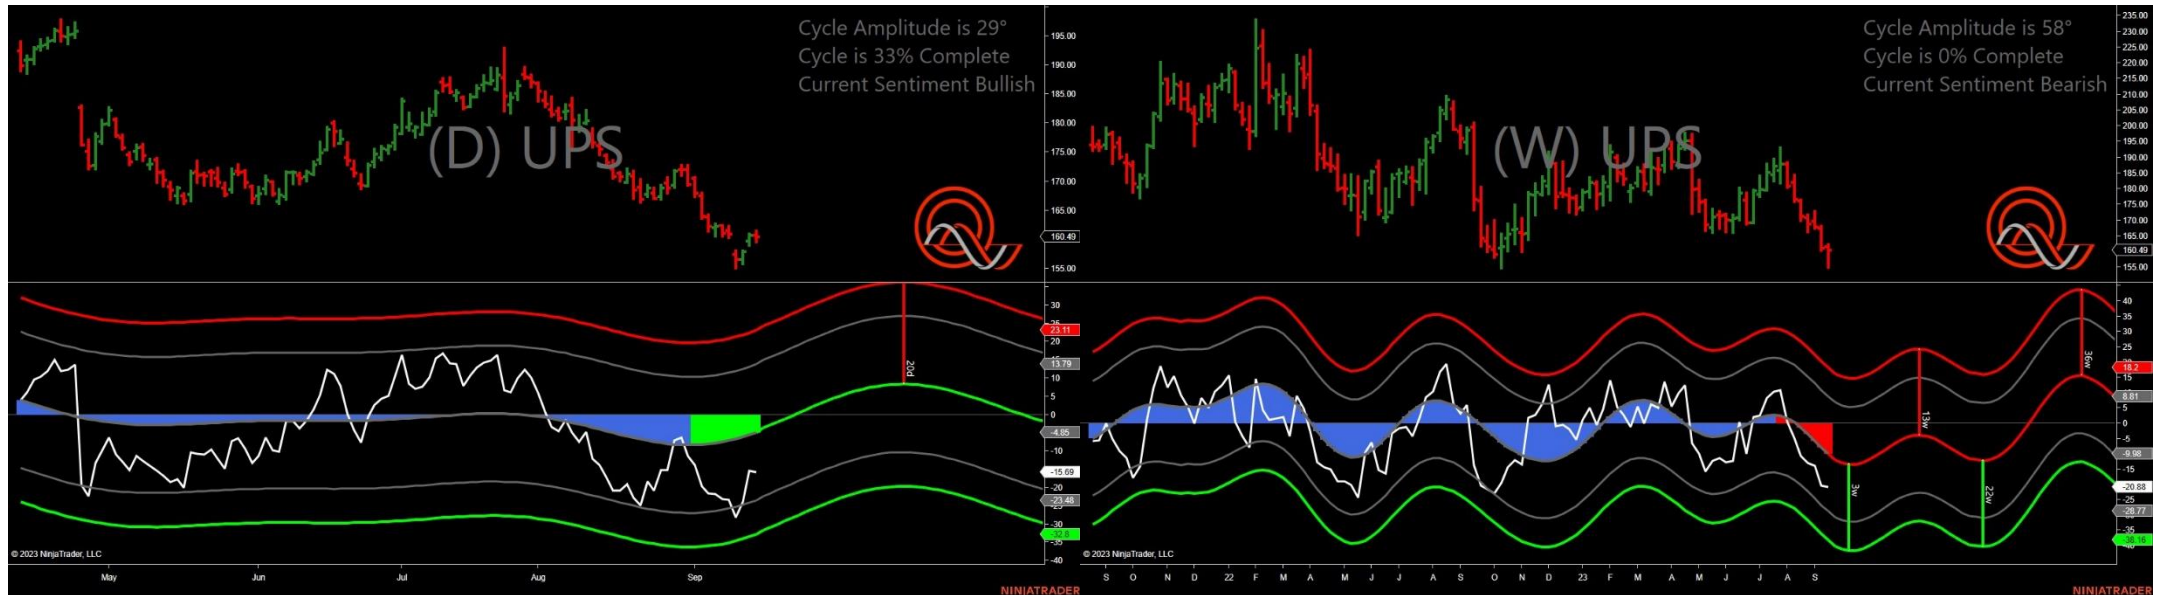 Cycle Amplitude is 29°
Cycle is 33% Complete
Current Sentiment Bullish
(D) UPS
195.00
190.00
185.00
180.00
175.00
170.00
165.00
160.49
155.00
30
25
23.11
20
15
13.79
10
5
0
-4.85
-10
-15.69
-20
-23.48
-30
-32.8
-35
-40
20d
© 2023 NinjaTrader, LLC
May
Jun
Jul
Aug
Sep
NINJATRADER
Cycle Amplitude is 58°
Cycle is 0% Complete
Current Sentiment Bearish
(W) UPS
235.00
230.00
225.00
220.00
215.00
210.00
205.00
200.00
195.00
190.00
185.00
180.00
175.00
170.00
165.00
160.49
155.00
40
35
30
25
18.2
15
8.81
5
0
-5
-9.98
-15
-20.88
-25
-28.77
-35
-38.16
3w
13w
22w
36w
© 2023 NinjaTrader, LLC
S O N D 22 F M A M J J A S O N D 23 F M A M J J A S
NINJATRADER